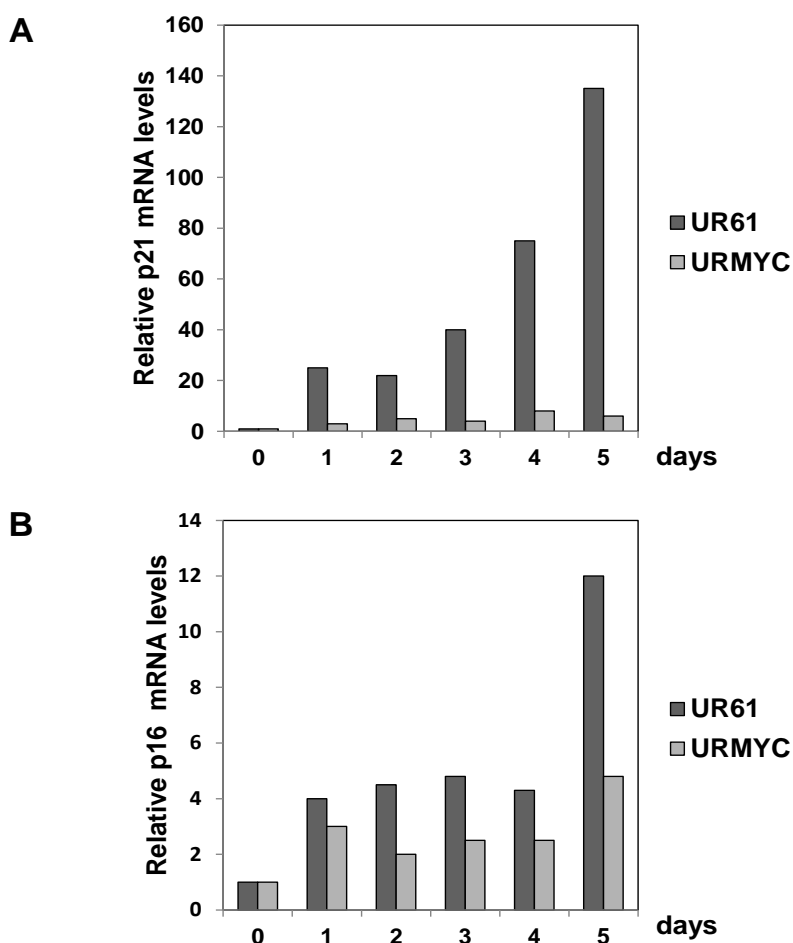 A
Relative p21 mRNA levels
160
140
120
100
80
60
40
20
0
0 1 2 3 4 5 days
UR61
URMYC
B
Relative p16 mRNA levels
14
12
10
8
6
4
2
0
0 1 2 3 4 5 days
UR61
URMYC